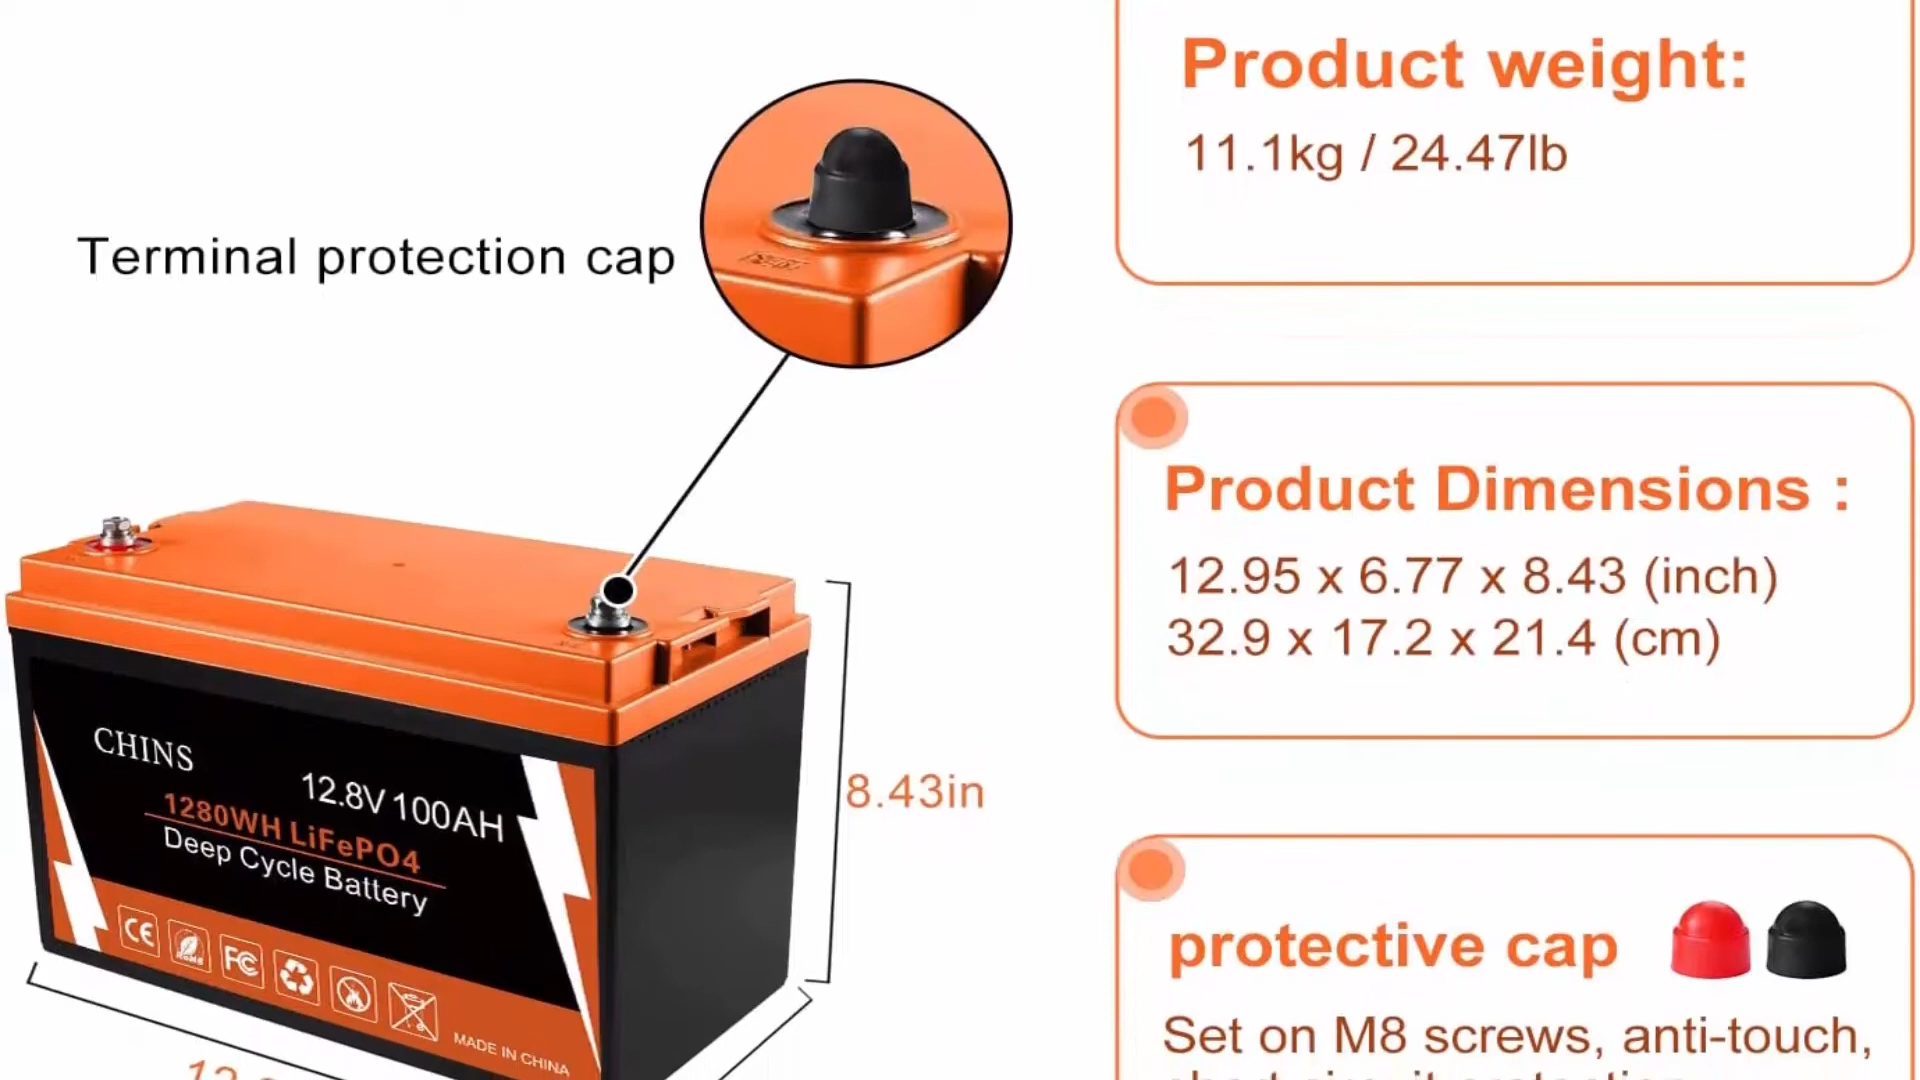 Product weight:
11.1kg / 24.47lb
Terminal protection cap
Product Dimensions :
12.95 x 6.77 x 8.43 (inch)
32.9 x 17.2 x 21.4 (cm)
8.43in
CHINS
12.8V 100AH
1280WH LiFePO4
Deep Cycle Battery
CE
FC
MADE IN CHINA
protective cap
Set on M8 screws, anti-touch,